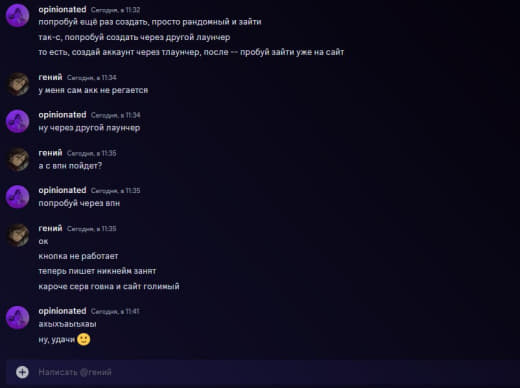 opinionated Сегодня, в 11:32
попробуй ещё раз создать, просто рандомный и зайти
так-с, попробуй создать через другой лаунчер
то есть, создай аккаунт через тлаунчер, после -- пробуй зайти уже на сайт
гений Сегодня, в 11:34
у меня сам акк не регается
opinionated Сегодня, в 11:34
ну через другой лаунчер
гений Сегодня, в 11:35
а с впн пойдет?
opinionated Сегодня, в 11:35
попробуй через впн
гений Сегодня, в 11:35
ок
кнопка не работает
теперь пишет никнейм занят
кароче серв говна и сайт голимый
opinionated Сегодня, в 11:41
ахыхъаыъхаы
ну, удачи 🙂
Написать @гений